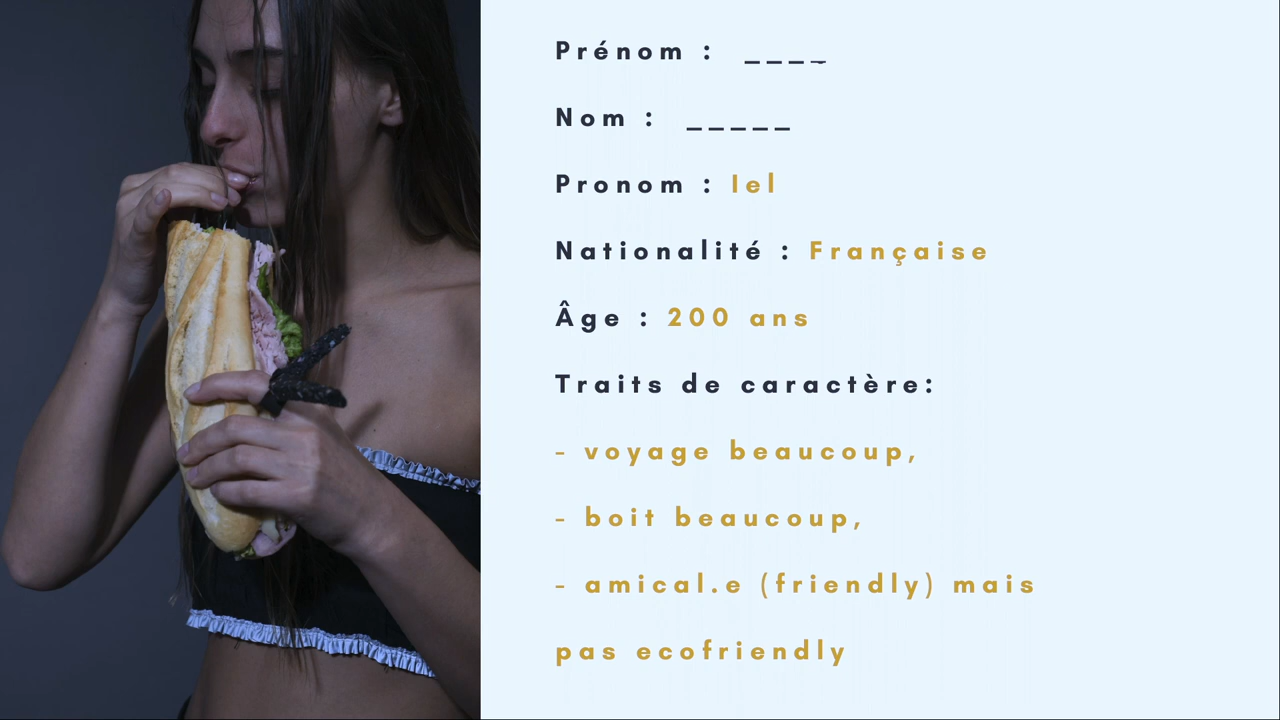 Prénom : ____
Nom : _____
Pronom : Iel
Nationalité : Française
Âge : 200 ans
Traits de caractère:
- voyage beaucoup,
- boit beaucoup,
- amical.e (friendly) mais
pas ecofriendly